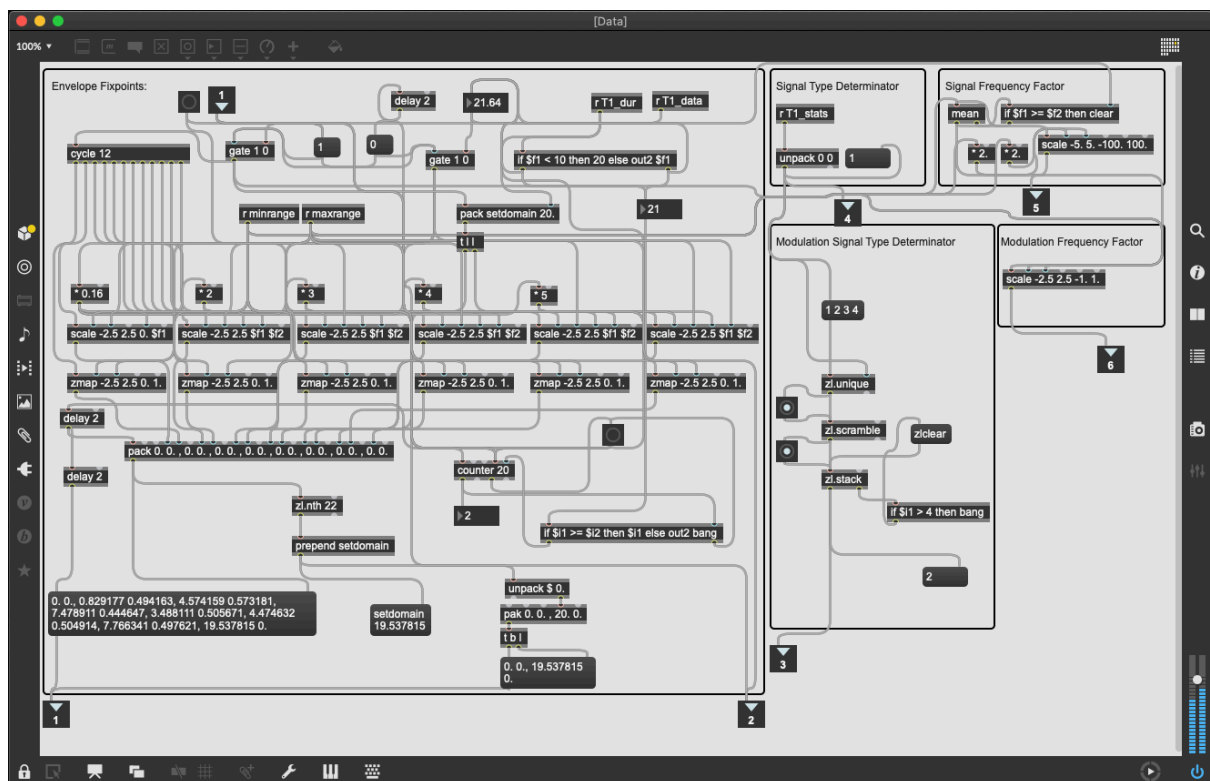 [Data]
100%
Envelope Fixpoints:
1
delay 2
21.64
r T1_dur
r T1_data
cycle 12
gate 1 0
1
0
gate 1 0
if $f1 < 10 then 20 else out2 $f1
r minrange
r maxrange
pack setdomain 20.
21
t l l
* 0.16
* 2
* 3
* 4
* 5
scale -2.5 2.5 0. $f1
scale -2.5 2.5 $f1 $f2
scale -2.5 2.5 $f1 $f2
scale -2.5 2.5 $f1 $f2
scale -2.5 2.5 $f1 $f2
scale -2.5 2.5 $f1 $f2
zmap -2.5 2.5 0. 1.
zmap -2.5 2.5 0. 1.
zmap -2.5 2.5 0. 1.
zmap -2.5 2.5 0. 1.
zmap -2.5 2.5 0. 1.
zmap -2.5 2.5 0. 1.
delay 2
pack 0. 0. , 0. 0. , 0. 0. , 0. 0. , 0. 0. , 0. 0. , 0. 0. , 0. 0.
delay 2
counter 20
zl.nth 22
2
if $i1 >= $i2 then $i1 else out2 bang
prepend setdomain
unpack $ 0.
0. 0., 0.829177 0.494163, 4.574159 0.573181,
7.478911 0.444647, 3.488111 0.505671, 4.474632
0.504914, 7.766341 0.497621, 19.537815 0.
setdomain
19.537815
pak 0. 0. , 20. 0.
t b l
0. 0., 19.537815
0.
1
2
Signal Type Determinator
r T1_stats
unpack 0 0
1
4
Signal Frequency Factor
mean
if $f1 >= $f2 then clear
* 2.
* 2.
scale -5. 5. -100. 100.
5
Modulation Signal Type Determinator
1 2 3 4
zl.unique
zl.scramble
zlclear
zl.stack
if $i1 > 4 then bang
2
3
Modulation Frequency Factor
scale -2.5 2.5 -1. 1.
6